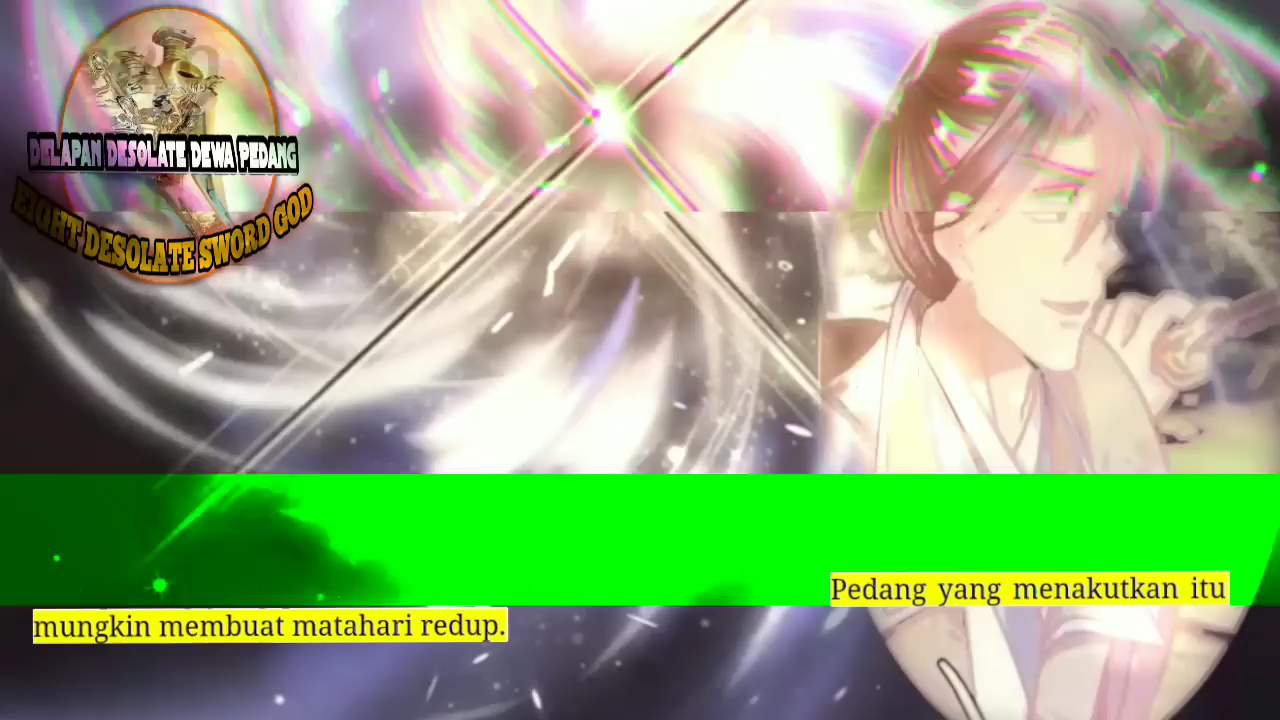 DELAPAN DESOLATE DEWA PEDANG
EIGHT DESOLATE SWORD GOD
Pedang yang menakutkan itu
mungkin membuat matahari redup.